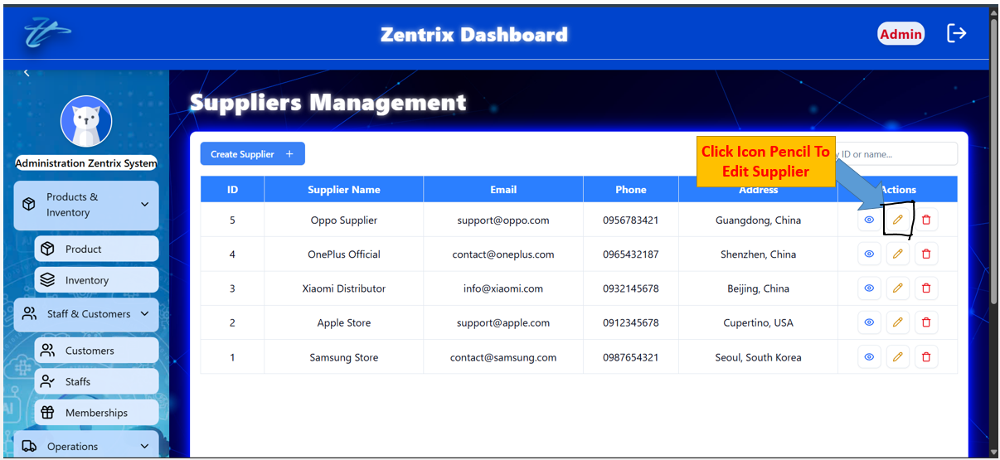 Zentrix Dashboard
Admin
Suppliers Management
Administration Zentrix System
Products &
Inventory
Product
Inventory
Staff & Customers
Customers
Staffs
Memberships
Operations
Create Supplier +
Click Icon Pencil To
Edit Supplier
ID or name...
ID Supplier Name Email Phone Address Actions
5 Oppo Supplier support@oppo.com 0956783421 Guangdong, China
4 OnePlus Official contact@oneplus.com 0965432187 Shenzhen, China
3 Xiaomi Distributor info@xiaomi.com 0932145678 Beijing, China
2 Apple Store support@apple.com 0912345678 Cupertino, USA
1 Samsung Store contact@samsung.com 0987654321 Seoul, South Korea